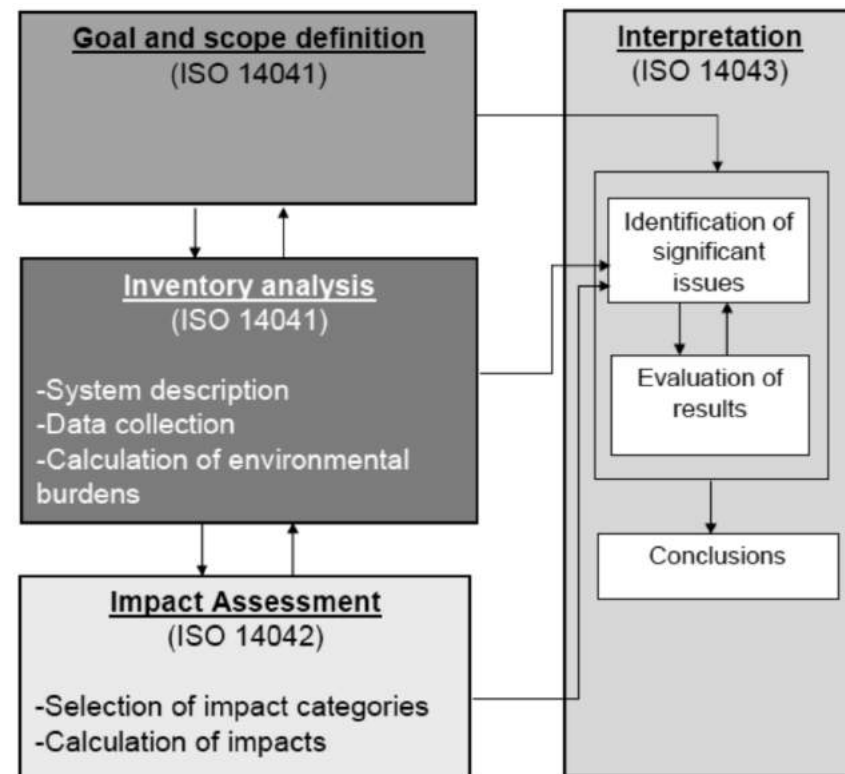 Goal and scope definition
(ISO 14041)
Inventory analysis
(ISO 14041)
-System description
-Data collection
-Calculation of environmental
burdens
Impact Assessment
(ISO 14042)
-Selection of impact categories
-Calculation of impacts
Interpretation
(ISO 14043)
Identification of
significant
issues
Evaluation of
results
Conclusions